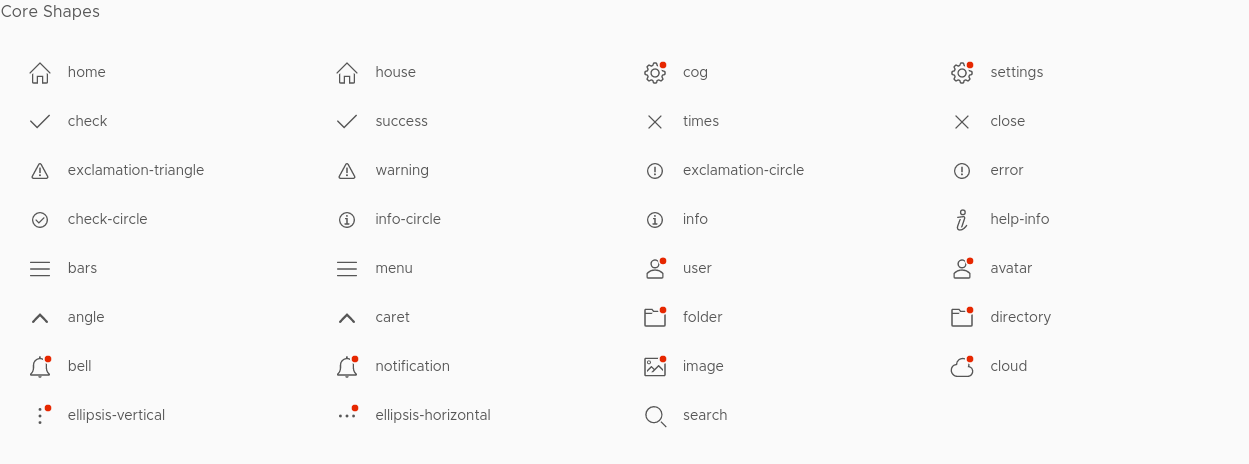 Core Shapes
home house cog settings
check success times close
exclamation-triangle warning exclamation-circle error
check-circle info-circle info help-info
bars menu user avatar
angle caret folder directory
bell notification image cloud
ellipsis-vertical ellipsis-horizontal search